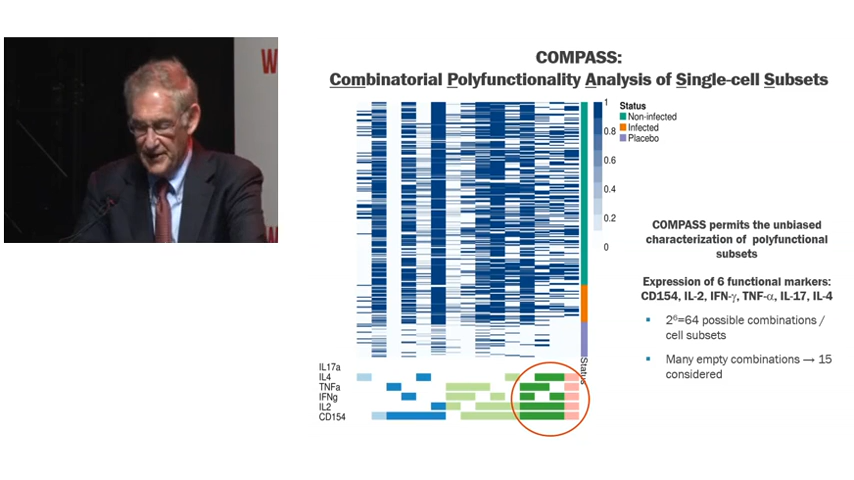 W
COMPASS:
Combinatorial Polyfunctionality Analysis of Single-cell Subsets
1
0.8
0.6
0.4
0.2
0
Status
Non-infected
Infected
Placebo
COMPASS permits the unbiased
characterization of polyfunctional
subsets
Expression of 6 functional markers:
CD154, IL-2, IFN-γ, TNF-α, IL-17, IL-4
2⁶=64 possible combinations /
cell subsets
Many empty combinations → 15
considered
Status
IL17a
IL4
TNFa
IFNg
IL2
CD154